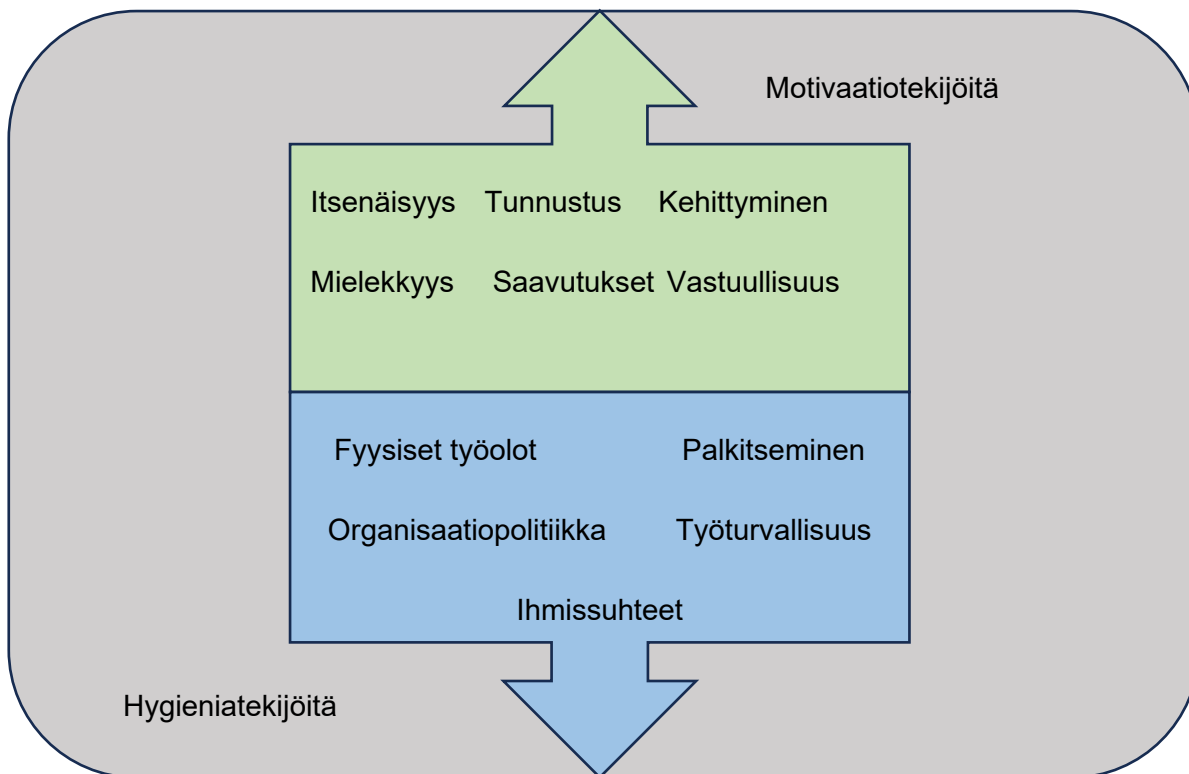 Motivaatiotekijöitä
Itsenäisyys Tunnustus Kehittyminen
Mielekkyys Saavutukset Vastuullisuus
Fyysiset työolot Palkitseminen
Organisaatiopolitiikka Työturvallisuus
Ihmissuhteet
Hygieniatekijöitä